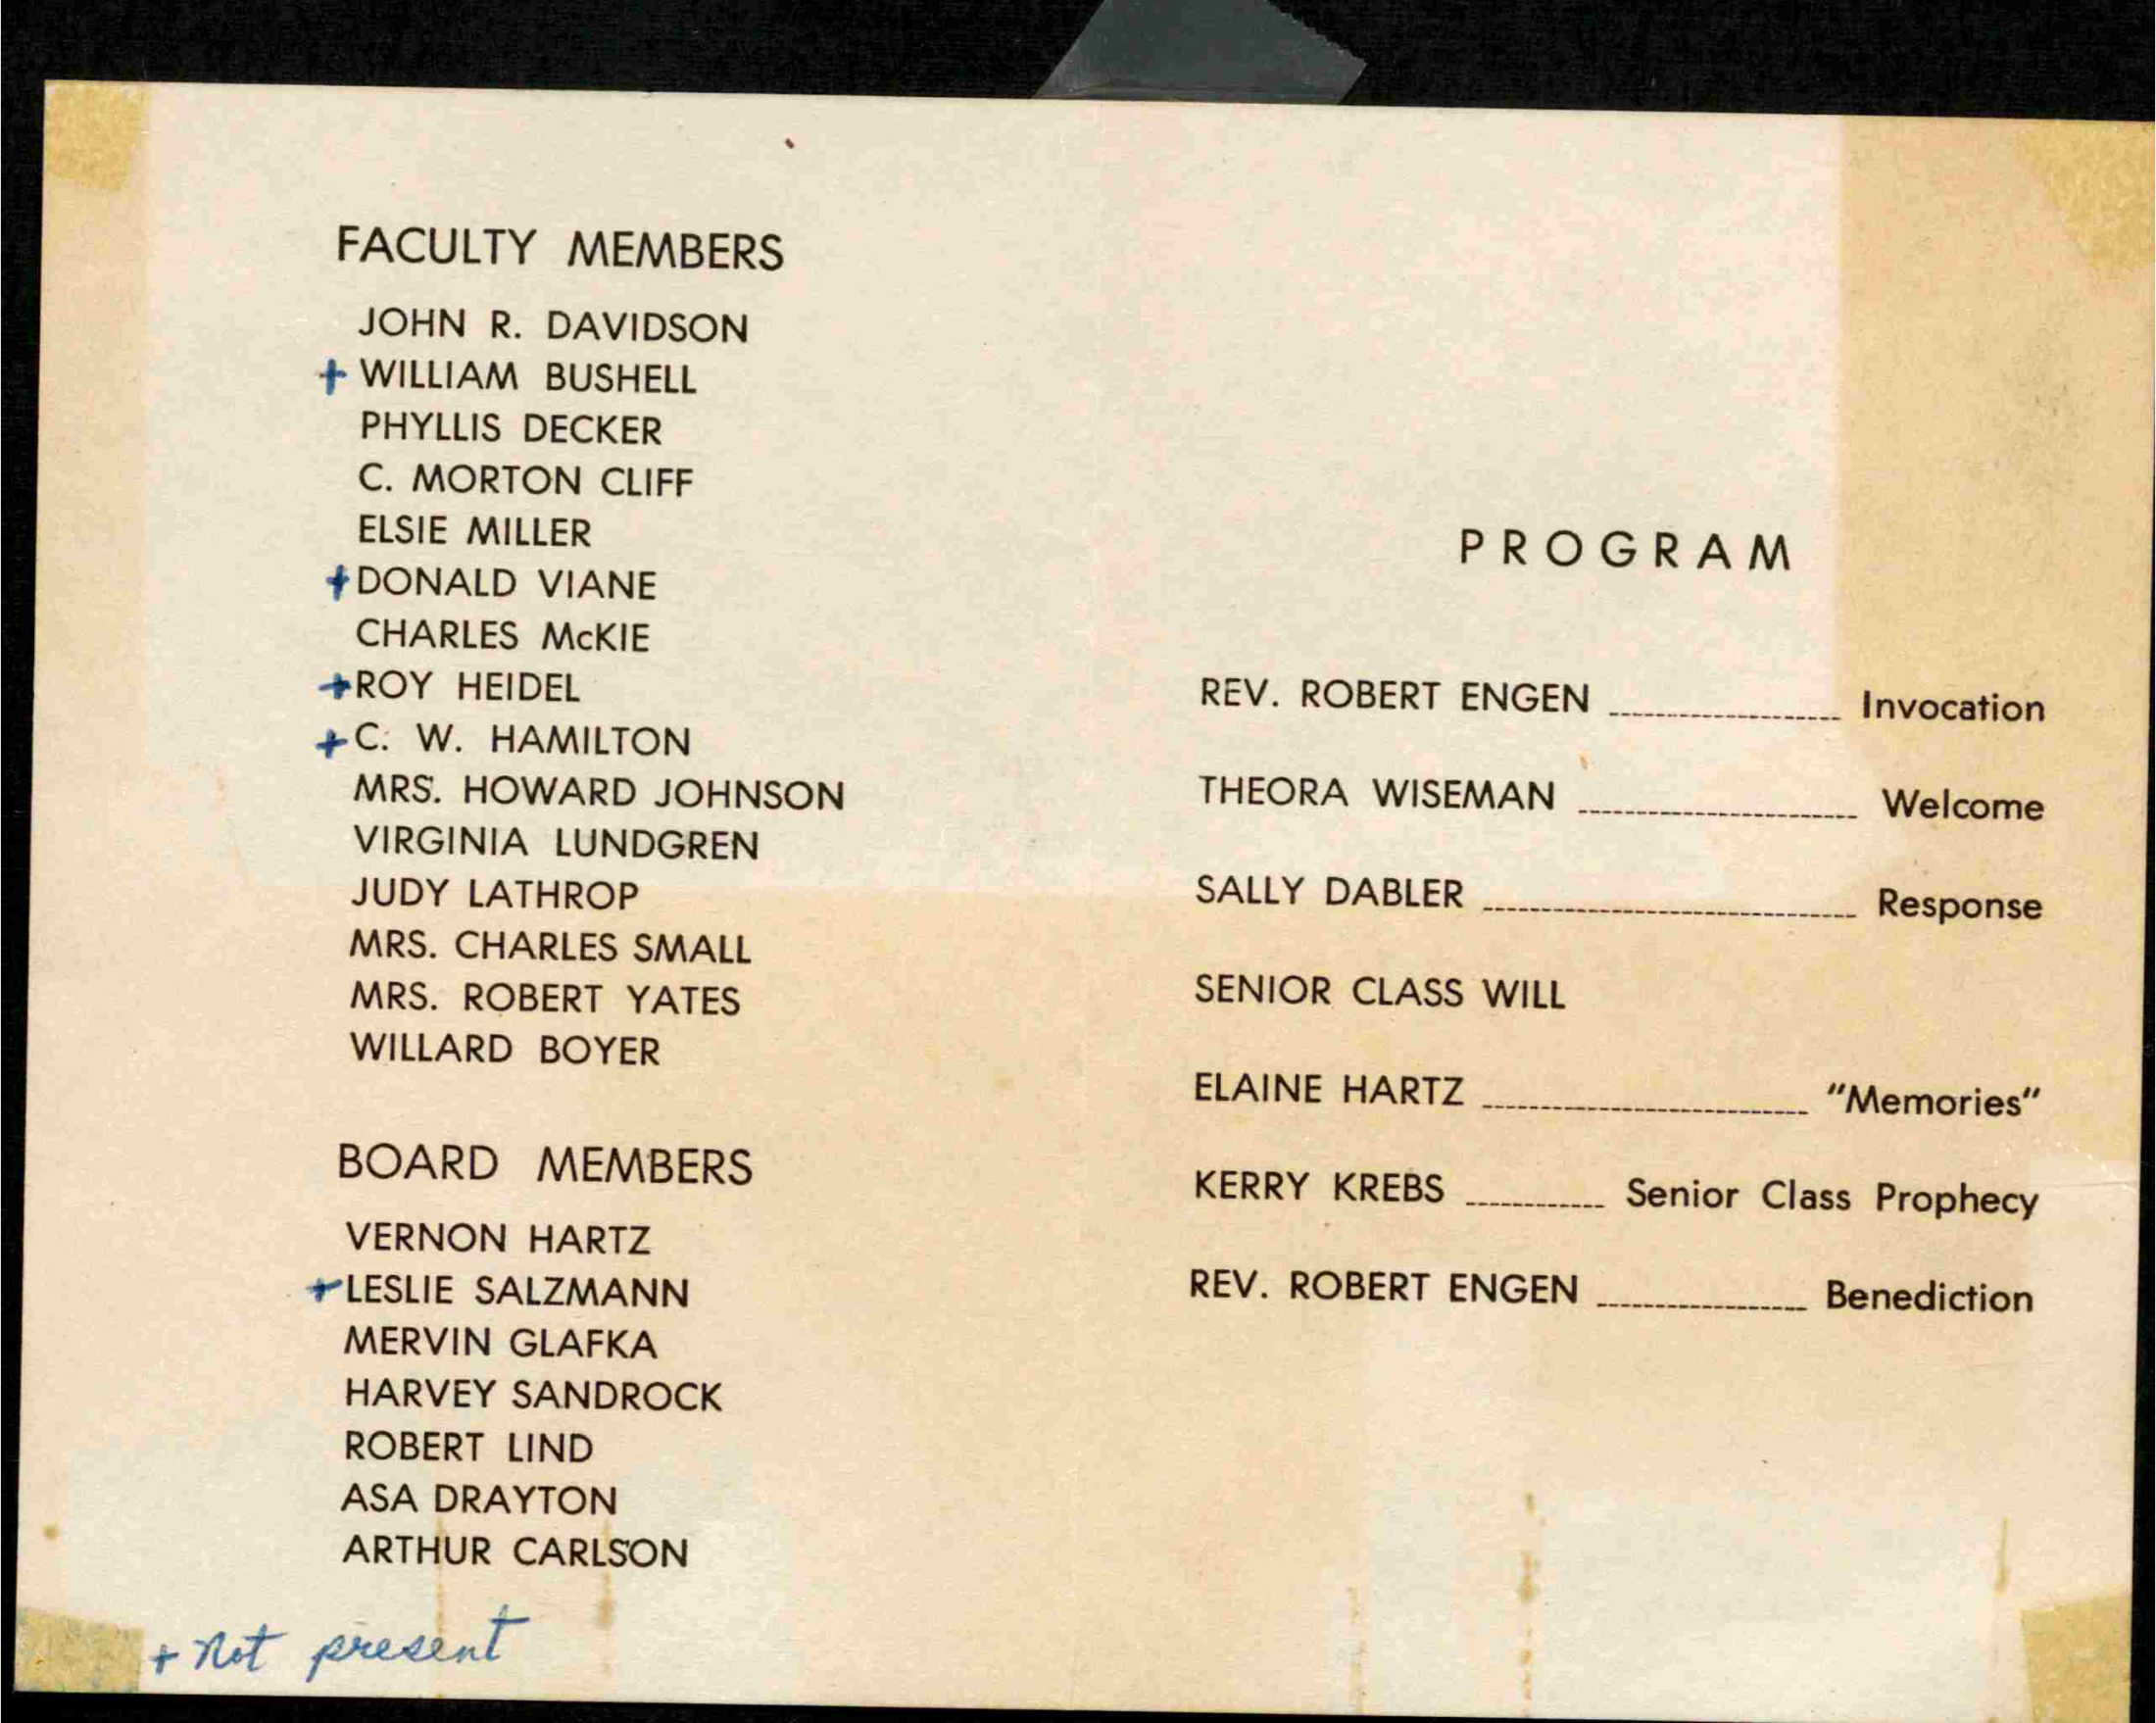 FACULTY MEMBERS
JOHN R. DAVIDSON
+ WILLIAM BUSHELL
PHYLLIS DECKER
C. MORTON CLIFF
ELSIE MILLER
+ DONALD VIANE
CHARLES McKIE
+ ROY HEIDEL
+ C. W. HAMILTON
MRS. HOWARD JOHNSON
VIRGINIA LUNDGREN
JUDY LATHROP
MRS. CHARLES SMALL
MRS. ROBERT YATES
WILLARD BOYER
BOARD MEMBERS
VERNON HARTZ
+ LESLIE SALZMANN
MERVIN GLAFKA
HARVEY SANDROCK
ROBERT LIND
ASA DRAYTON
ARTHUR CARLSON
+ Not present
PROGRAM
REV. ROBERT ENGEN Invocation
THEORA WISEMAN Welcome
SALLY DABLER Response
SENIOR CLASS WILL
ELAINE HARTZ "Memories"
KERRY KREBS Senior Class Prophecy
REV. ROBERT ENGEN Benediction